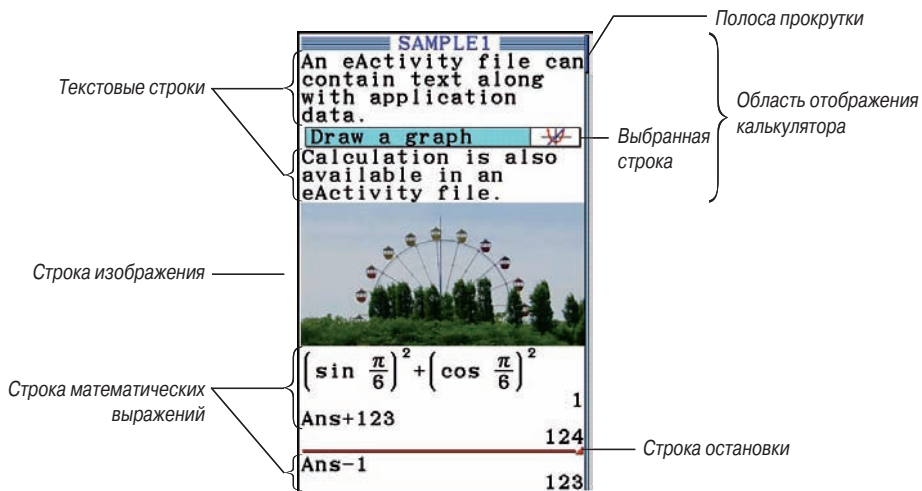 Полоса прокрутки
SAMPLE1
An eActivity file can
contain text along
with application
data.
Текстовые строки
Область отображения
калькулятора
Draw a graph
Выбранная
строка
Calculation is also
available in an
eActivity file.
Строка изображения
(sin π/6)²+(cos π/6)²
1
Строка математических
выражений
Ans+123
124
Строка остановки
Ans−1
123